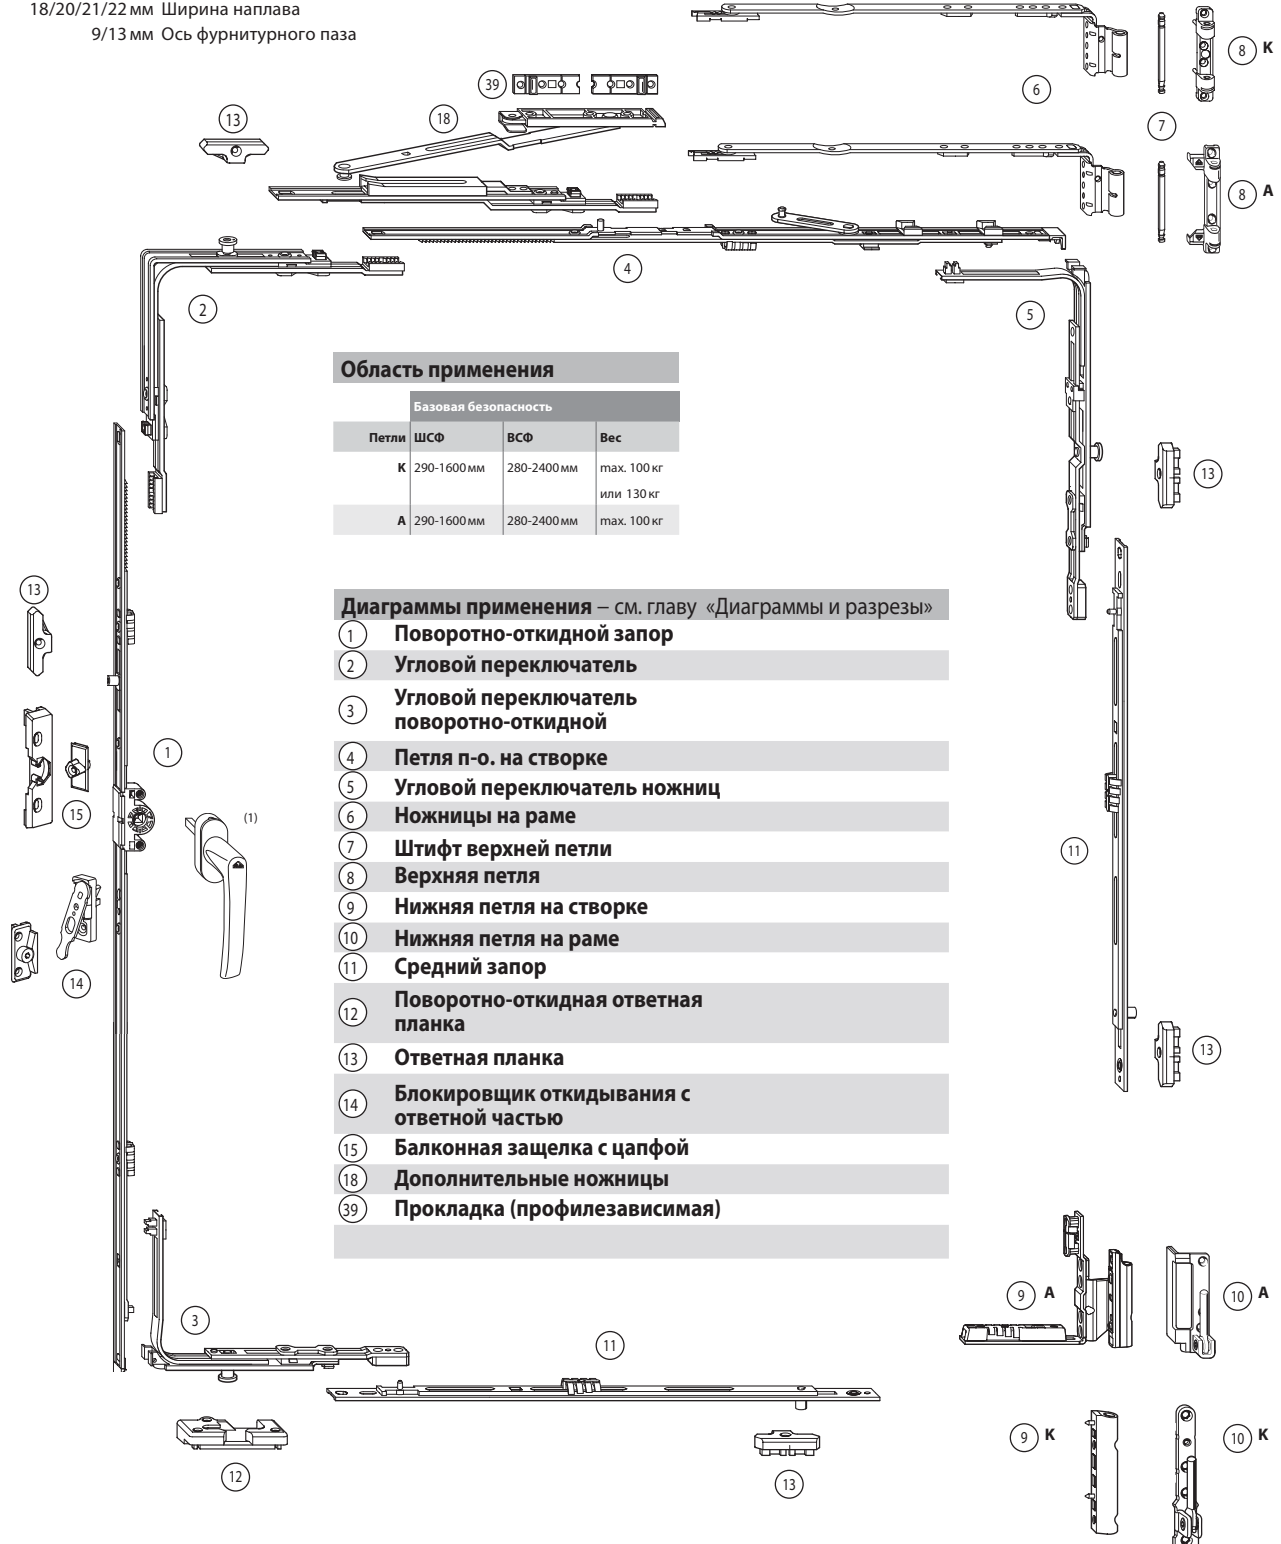 18/20/21/22 мм Ширина наплава
9/13 мм Ось фурнитурного паза
8 K
39
6
13
18
7
8 A
4
2
5
Область применения
Базовая безопасность
Петли ШСФ ВСФ Вес
K 290-1600 мм 280-2400 мм max. 100 кг
или 130 кг
A 290-1600 мм 280-2400 мм max. 100 кг
13
13
Диаграммы применения – см. главу «Диаграммы и разрезы»
1 Поворотно-откидной запор
2 Угловой переключатель
3 Угловой переключатель
поворотно-откидной
4 Петля п-о. на створке
5 Угловой переключатель ножниц
6 Ножницы на раме
7 Штифт верхней петли
8 Верхняя петля
9 Нижняя петля на створке
10 Нижняя петля на раме
11 Средний запор
12 Поворотно-откидная ответная
планка
13 Ответная планка
14 Блокировщик откидывания с
ответной частью
15 Балконная защелка с цапфой
18 Дополнительные ножницы
39 Прокладка (профилезависимая)
1
15
(1)
11
14
13
9 A
10 A
3
11
9 K
10 K
12
13